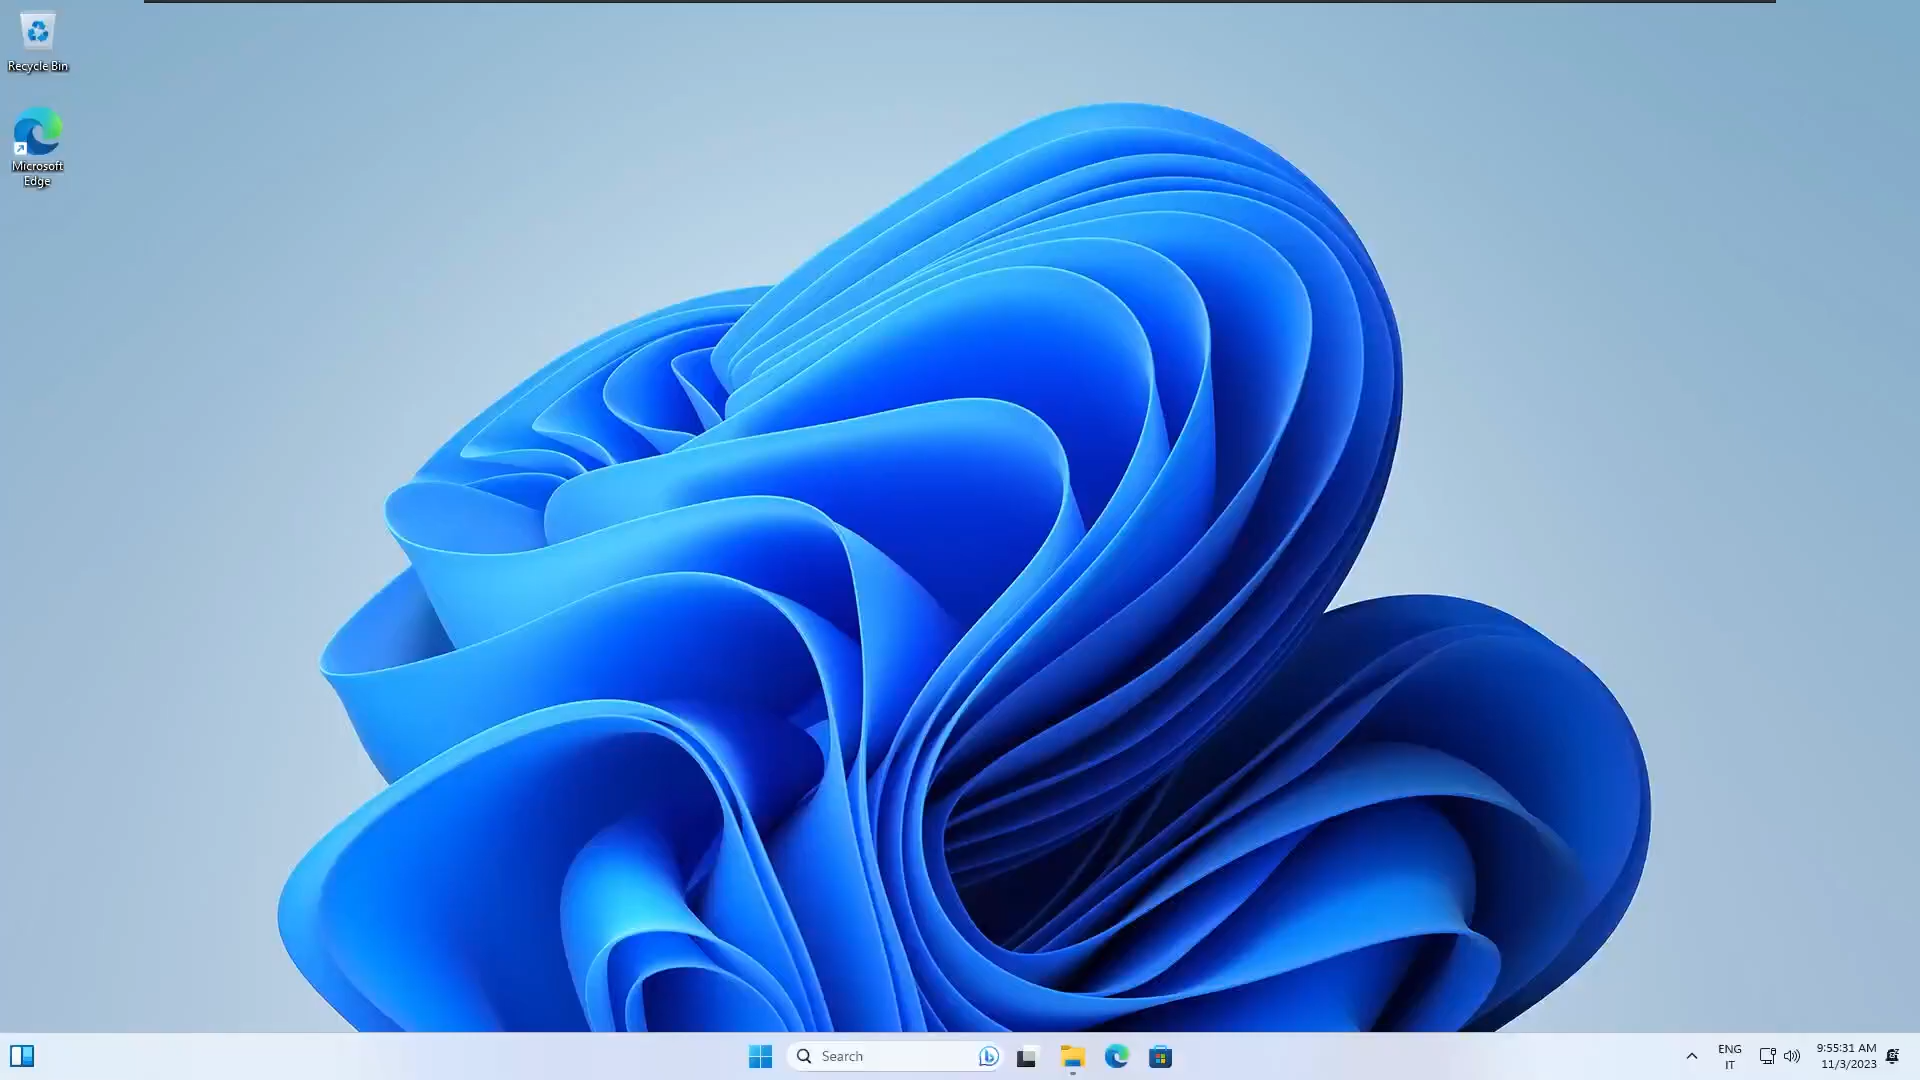 Recycle Bin
Microsoft
Edge
Search
ENG
IT
9:55:31 AM
11/3/2023